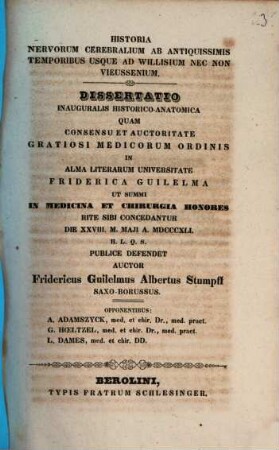 3.
HISTORIA
NERVORUM CEREBRALIUM AB ANTIQUISSIMIS
TEMPORIBUS USQUE AD WILLISIUM NEC NON
VIEUSSENIUM.
DISSERTATIO
INAUGURALIS HISTORICO-ANATOMICA
QUAM
CONSENSU ET AUCTORITATE
GRATIOSI MEDICORUM ORDINIS
IN
ALMA LITERARUM UNIVERSITATE
FRIDERICA GUILELMA
UT SUMMI
IN MEDICINA ET CHIRURGIA HONORES
RITE SIBI CONCEDANTUR
DIE XXVIII. M. MAJI A. MDCCCXLI.
H. L. Q. S.
PUBLICE DEFENDET
AUCTOR
Fridericus Guilelmus Albertus Stumpff
SAXO-BORUSSUS.
OPPONENTIBUS:
A. ADAMSZYCK, med. et chir. Dr., med. pract.
G. HOELTZEL, med. et chir. Dr., med. pract.
L. DAMES, med. et chir. DD.
BEROLINI,
TYPIS FRATRUM SCHLESINGER.